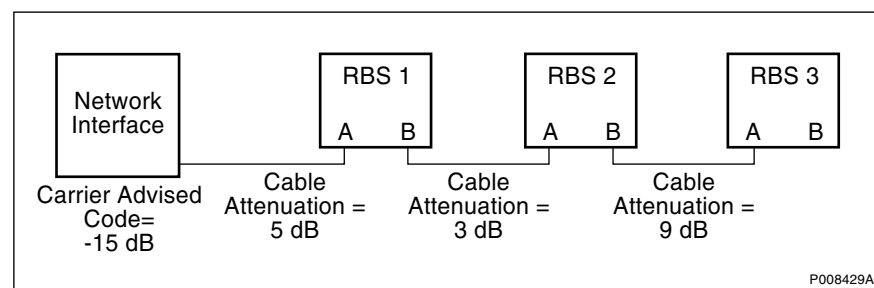 Network
Interface
Carrier Advised
Code=
-15 dB
RBS 1
A B
RBS 2
A B
RBS 3
A B
Cable
Attenuation =
5 dB
Cable
Attenuation =
3 dB
Cable
Attenuation =
9 dB
P008429A